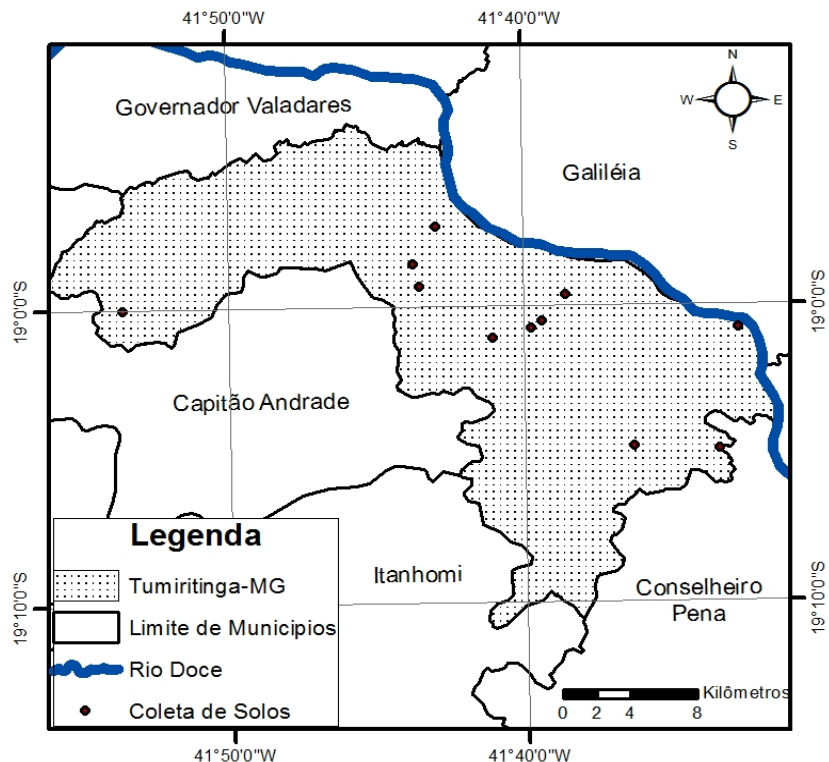 41°50'0"W
41°40'0"W
N
W
E
S
Governador Valadares
Galiléia
19°0'0"S
19°0'0"S
Capitão Andrade
Legenda
Tumiritinga-MG
Limite de Municipios
Rio Doce
Coleta de Solos
Itanhomi
Conselheiro
Pena
19°10'0"S
19°10'0"S
Kilômetros
0 2 4 8
41°50'0"W
41°40'0"W